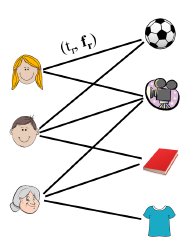 (t_r, f_r)